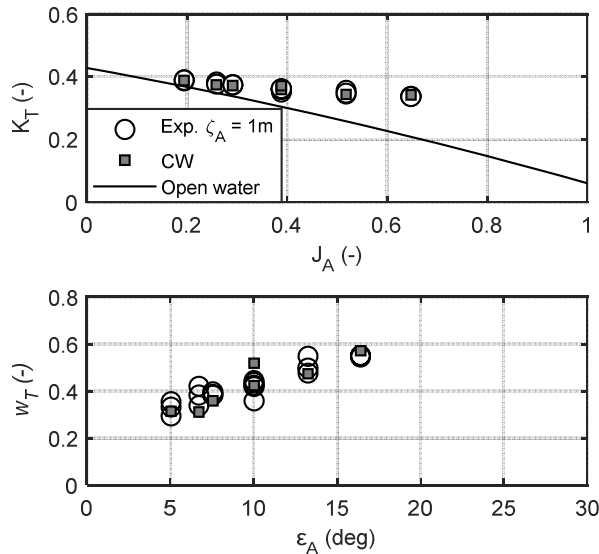 0.6
0.4
0.2
0
K_T (-)
Exp. ζ_A = 1m
CW
Open water
0 0.2 0.4 0.6 0.8 1
J_A (-)
0.8
0.6
0.4
0.2
0
w_T (-)
0 5 10 15 20 25 30
ε_A (deg)